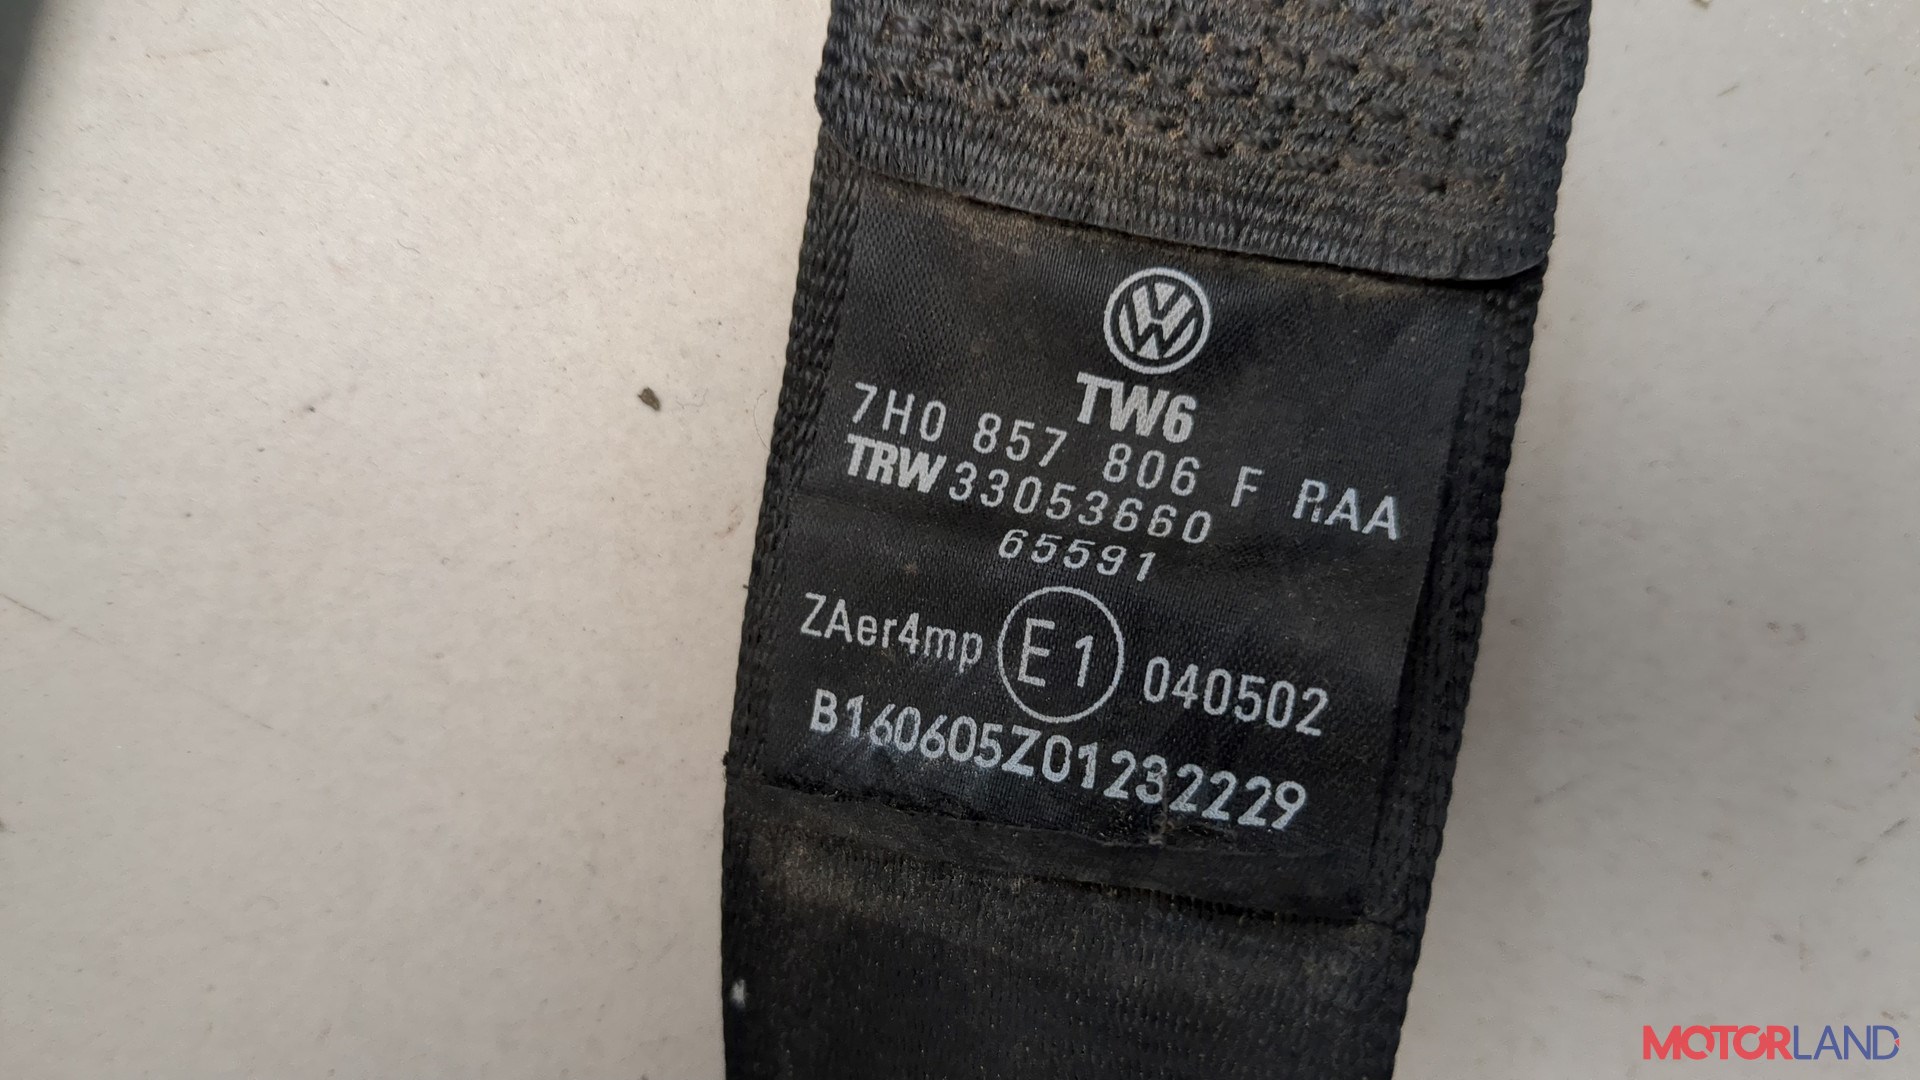 TW6
7H0 857 806 F RAA
TRW 33053660
65591
ZAer4mp E1 040502
B160605Z01232229
MOTORLAND